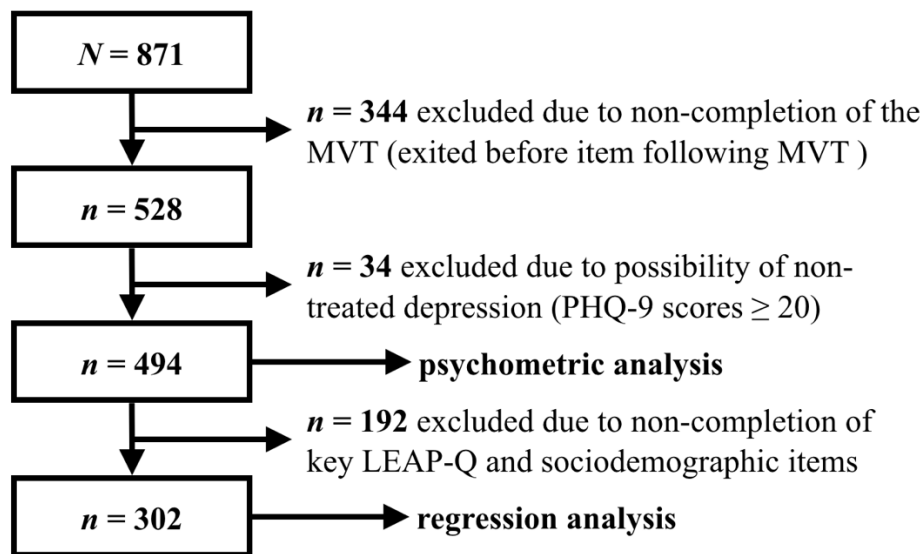 N = 871
n = 344 excluded due to non-completion of the
MVT (exited before item following MVT )
n = 528
n = 34 excluded due to possibility of non-
treated depression (PHQ-9 scores ≥ 20)
n = 494
psychometric analysis
n = 192 excluded due to non-completion of
key LEAP-Q and sociodemographic items
n = 302
regression analysis